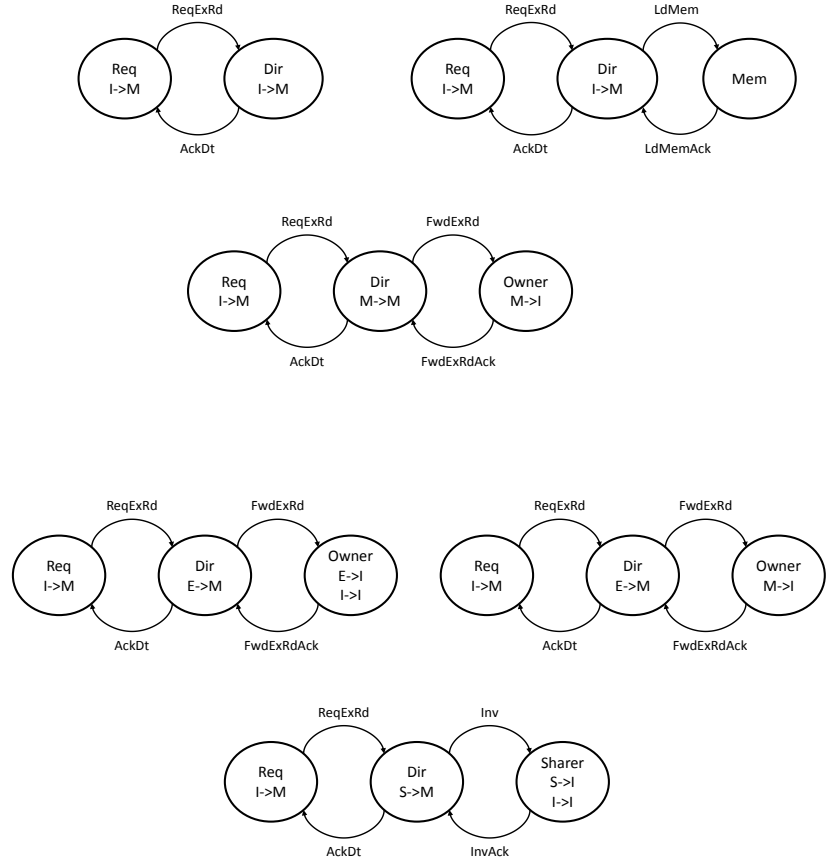 ReqExRd
Req
I->M
Dir
I->M
AckDt
ReqExRd
LdMem
Req
I->M
Dir
I->M
Mem
AckDt
LdMemAck
ReqExRd
FwdExRd
Req
I->M
Dir
M->M
Owner
M->I
AckDt
FwdExRdAck
ReqExRd
FwdExRd
Req
I->M
Dir
E->M
Owner
E->I
I->I
AckDt
FwdExRdAck
ReqExRd
FwdExRd
Req
I->M
Dir
E->M
Owner
M->I
AckDt
FwdExRdAck
ReqExRd
Inv
Req
I->M
Dir
S->M
Sharer
S->I
I->I
AckDt
InvAck